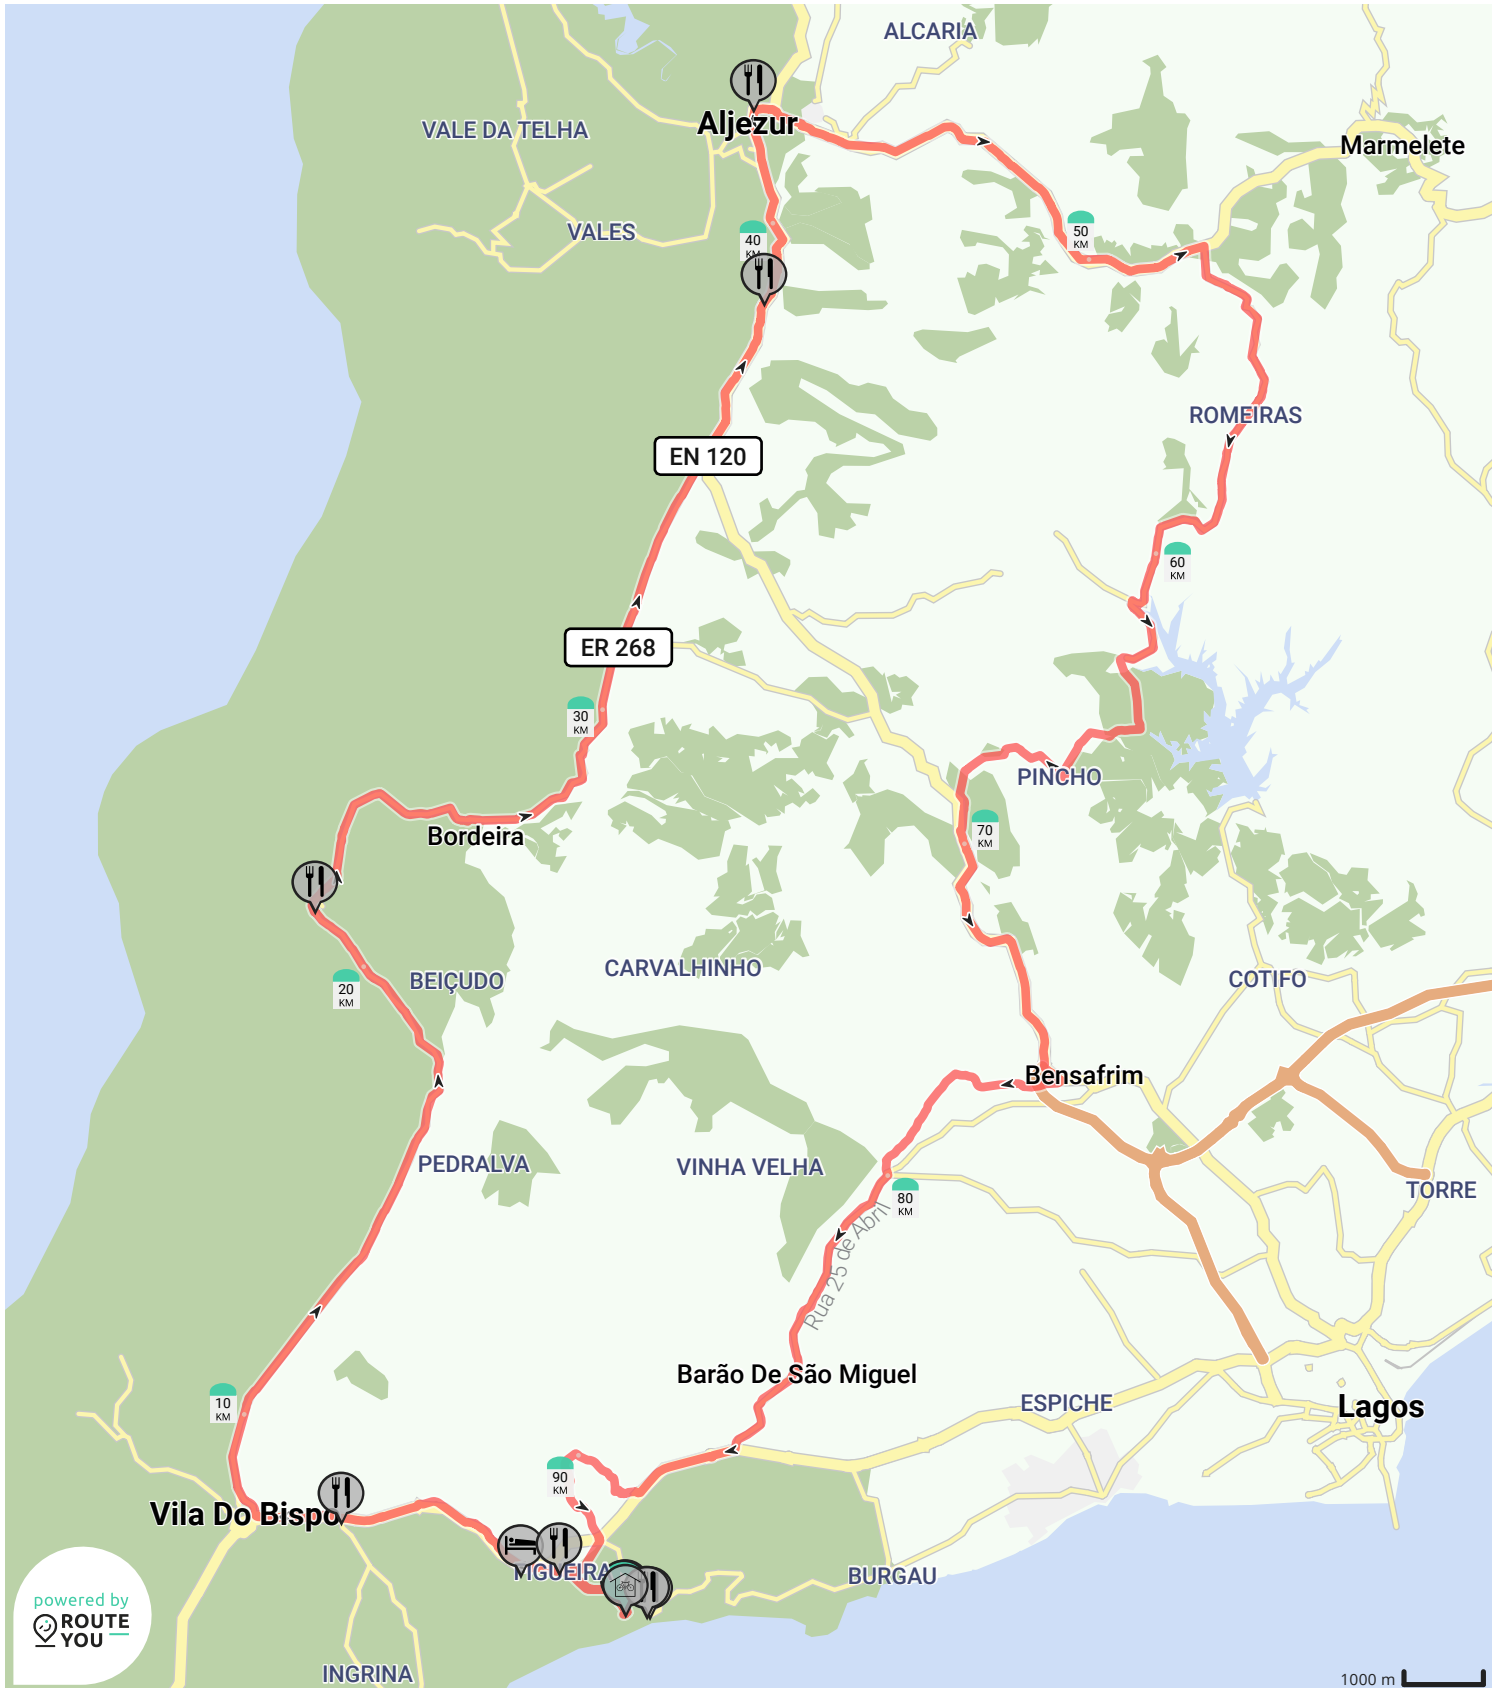 ALCARIA
Aljezur
VALE DA TELHA
Marmelete
VALES
40
KM
50
KM
ROMEIRAS
EN 120
60
KM
ER 268
30
KM
PINCHO
70
KM
Bordeira
20
KM
BEIÇUDO
CARVALHINHO
COTIFO
Bensafrim
PEDRALVA
VINHA VELHA
80
KM
TORRE
Rua 25 de Abril
Barão De São Miguel
10
KM
ESPICHE
Lagos
90
KM
Vila Do Bispo
FIGUEIRA
BURGAU
INGRINA
powered by
ROUTE
YOU
1000 m